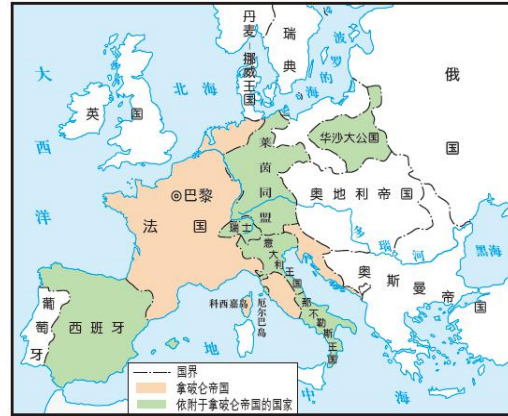 丹麦—挪威王国
瑞典
波罗的海
俄国
大西洋
北海
英国
莱茵同盟
华沙大公国
巴黎
法国
奥地利帝国
瑞士
多瑙河
黑海
意大利王国
奥斯曼帝国
葡萄牙
西班牙
科西嘉岛
厄尔巴岛
那不勒斯王国
地中海
国界
拿破仑帝国
依附于拿破仑帝国的国家